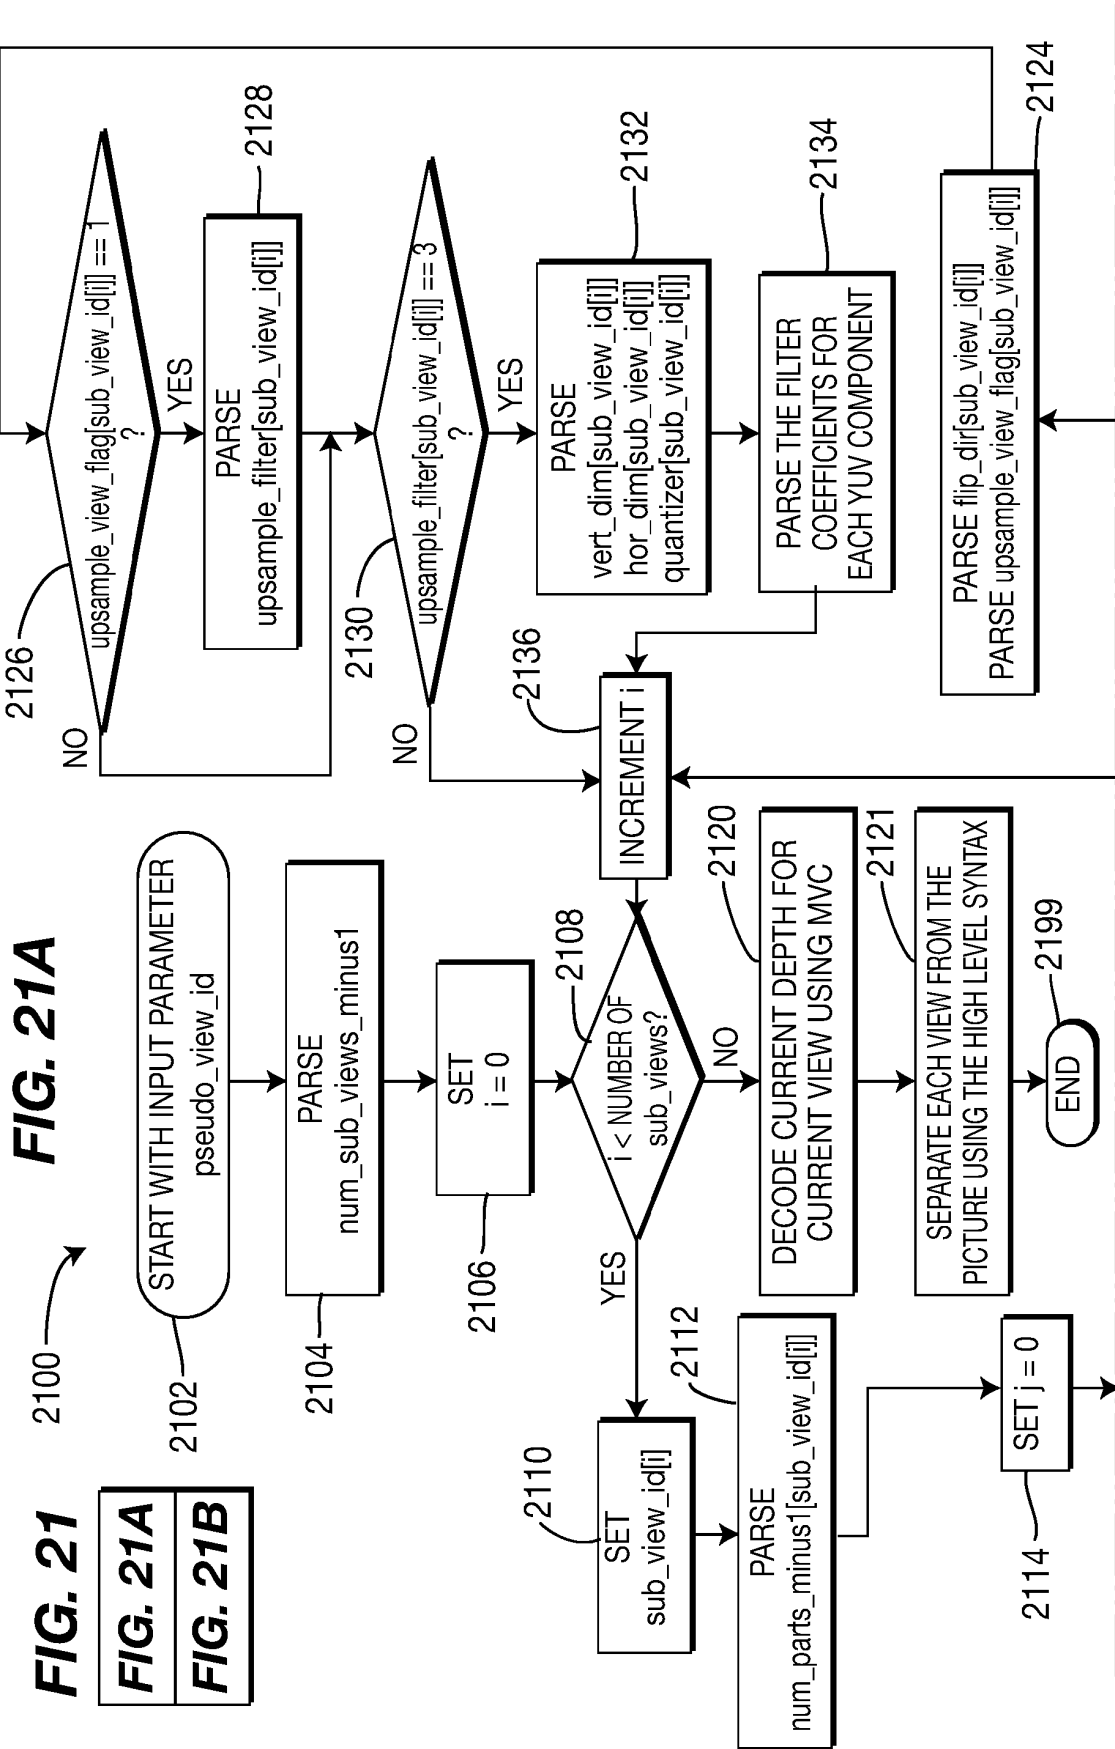 FIG. 21
FIG. 21A
FIG. 21B
FIG. 21A
2100
START WITH INPUT PARAMETER
pseudo_view_id
2102
PARSE
num_sub_views_minus1
2104
SET
i = 0
2106
i < NUMBER OF
sub_views?
2108
YES
NO
SET
sub_view_id[i]
2110
PARSE
num_parts_minus1[sub_view_id[i]]
2112
SET j = 0
2114
DECODE CURRENT DEPTH FOR
CURRENT VIEW USING MVC
2120
SEPARATE EACH VIEW FROM THE
PICTURE USING THE HIGH LEVEL SYNTAX
2121
END
2199
upsample_view_flag[sub_view_id[i]] == 1
?
2126
NO
YES
PARSE
upsample_filter[sub_view_id[i]]
2128
upsample_filter[sub_view_id[i]] == 3
?
2130
NO
YES
PARSE
vert_dim[sub_view_id[i]]
hor_dim[sub_view_id[i]]
quantizer[sub_view_id[i]]
2132
PARSE THE FILTER
COEFFICIENTS FOR
EACH YUV COMPONENT
2134
INCREMENT i
2136
PARSE flip_dir[sub_view_id[i]]
PARSE upsample_view_flag[sub_view_id[i]]
2124